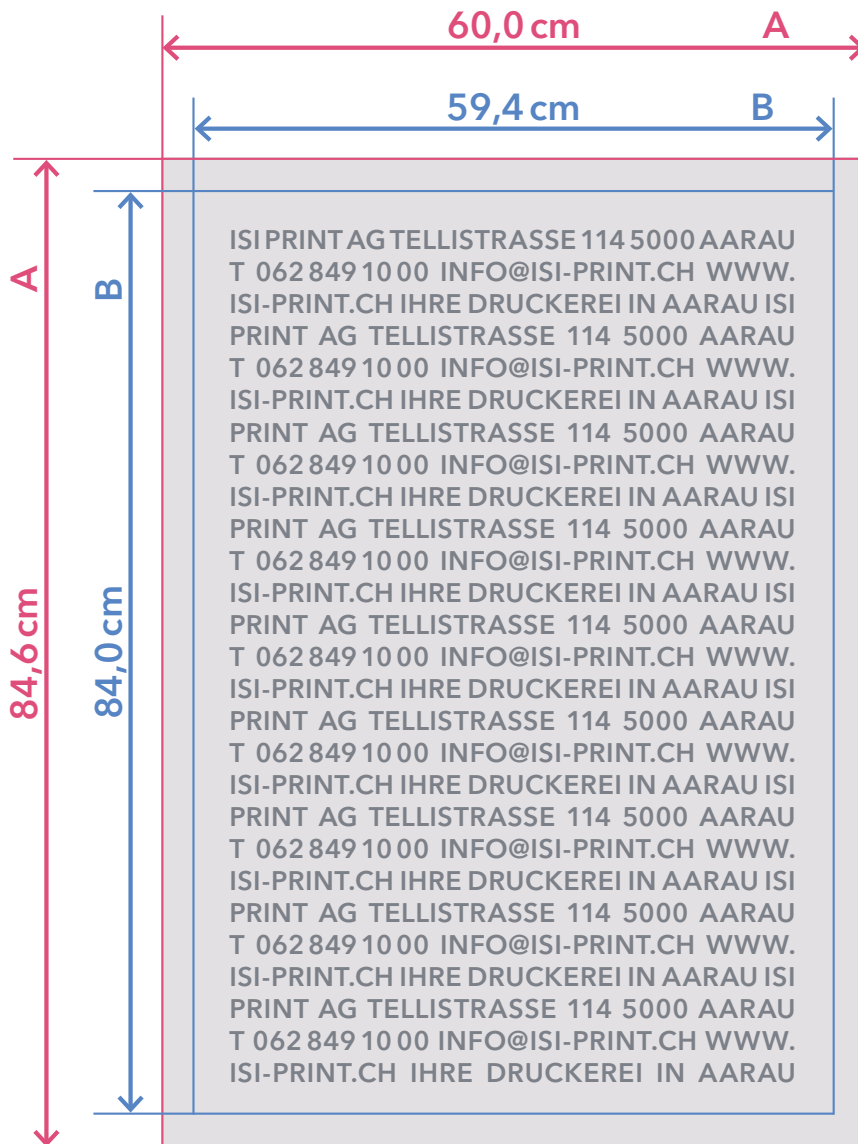 60,0 cm A
59,4 cm B
A
B
84,6 cm
84,0 cm
ISI PRINT AG TELLISTRASSE 114 5000 AARAU
T 062 849 10 00 INFO@ISI-PRINT.CH WWW.
ISI-PRINT.CH IHRE DRUCKEREI IN AARAU ISI
PRINT AG TELLISTRASSE 114 5000 AARAU
T 062 849 10 00 INFO@ISI-PRINT.CH WWW.
ISI-PRINT.CH IHRE DRUCKEREI IN AARAU ISI
PRINT AG TELLISTRASSE 114 5000 AARAU
T 062 849 10 00 INFO@ISI-PRINT.CH WWW.
ISI-PRINT.CH IHRE DRUCKEREI IN AARAU ISI
PRINT AG TELLISTRASSE 114 5000 AARAU
T 062 849 10 00 INFO@ISI-PRINT.CH WWW.
ISI-PRINT.CH IHRE DRUCKEREI IN AARAU ISI
PRINT AG TELLISTRASSE 114 5000 AARAU
T 062 849 10 00 INFO@ISI-PRINT.CH WWW.
ISI-PRINT.CH IHRE DRUCKEREI IN AARAU ISI
PRINT AG TELLISTRASSE 114 5000 AARAU
T 062 849 10 00 INFO@ISI-PRINT.CH WWW.
ISI-PRINT.CH IHRE DRUCKEREI IN AARAU ISI
PRINT AG TELLISTRASSE 114 5000 AARAU
T 062 849 10 00 INFO@ISI-PRINT.CH WWW.
ISI-PRINT.CH IHRE DRUCKEREI IN AARAU ISI
PRINT AG TELLISTRASSE 114 5000 AARAU
T 062 849 10 00 INFO@ISI-PRINT.CH WWW.
ISI-PRINT.CH IHRE DRUCKEREI IN AARAU ISI
PRINT AG TELLISTRASSE 114 5000 AARAU
T 062 849 10 00 INFO@ISI-PRINT.CH WWW.
ISI-PRINT.CH IHRE DRUCKEREI IN AARAU